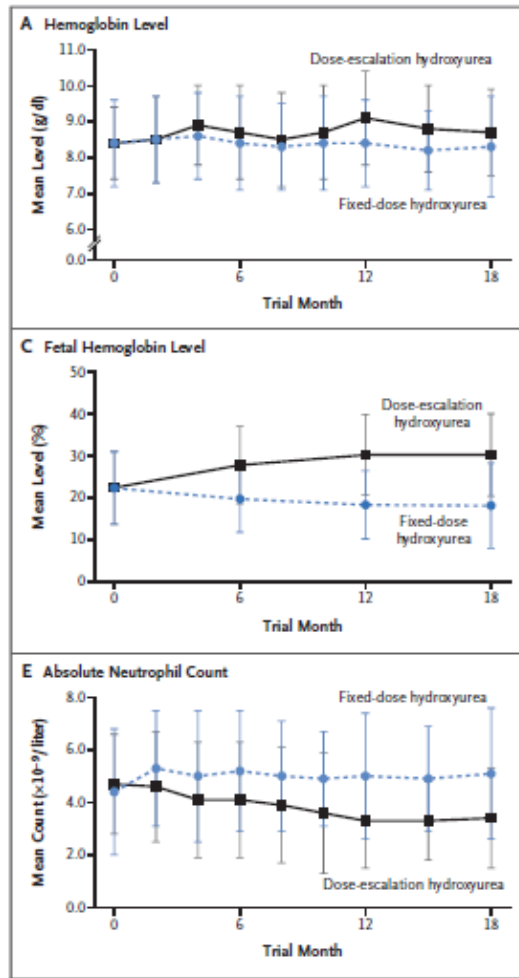 A Hemoglobin Level
11.0
10.0
9.0
8.0
7.0
6.0
0.0
Mean Level (g/dl)
Dose-escalation hydroxyurea
Fixed-dose hydroxyurea
0
6
12
18
Trial Month
C Fetal Hemoglobin Level
50
40
30
20
10
0
Mean Level (%)
Dose-escalation
hydroxyurea
Fixed-dose
hydroxyurea
0
6
12
18
Trial Month
E Absolute Neutrophil Count
8.0
6.0
4.0
2.0
0.0
Mean Count (×10⁻⁹/liter)
Fixed-dose hydroxyurea
Dose-escalation hydroxyurea
0
6
12
18
Trial Month